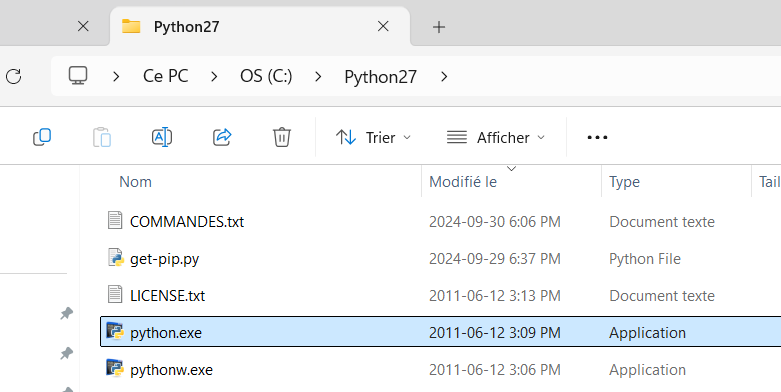 Python27
Ce PC > OS (C:) > Python27 >
Trier Afficher
Nom Modifié le Type Tail
COMMANDES.txt 2024-09-30 6:06 PM Document texte
get-pip.py 2024-09-29 6:37 PM Python File
LICENSE.txt 2011-06-12 3:13 PM Document texte
python.exe 2011-06-12 3:09 PM Application
pythonw.exe 2011-06-12 3:06 PM Application